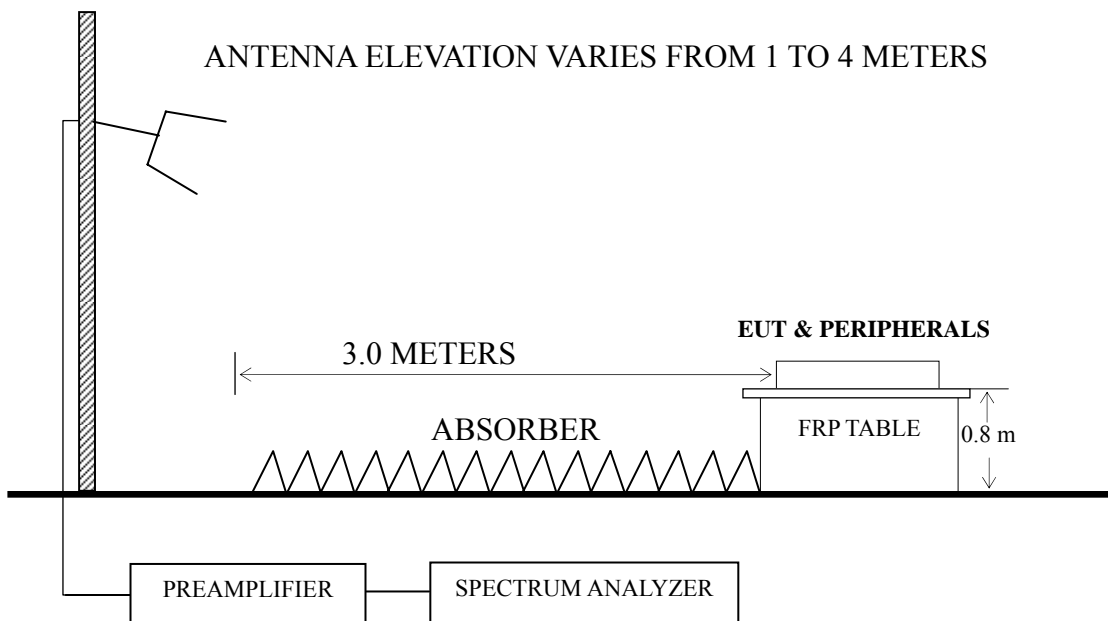 ANTENNA ELEVATION VARIES FROM 1 TO 4 METERS
EUT & PERIPHERALS
3.0 METERS
ABSORBER
FRP TABLE
0.8 m
PREAMPLIFIER
SPECTRUM ANALYZER